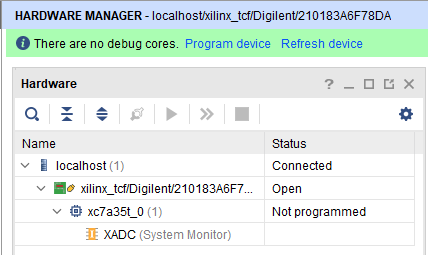 HARDWARE MANAGER - localhost/xilinx_tcf/Digilent/210183A6F78DA
There are no debug cores. Program device Refresh device
Hardware
Name Status
localhost (1) Connected
xilinx_tcf/Digilent/210183A6F7... Open
xc7a35t_0 (1) Not programmed
XADC (System Monitor)